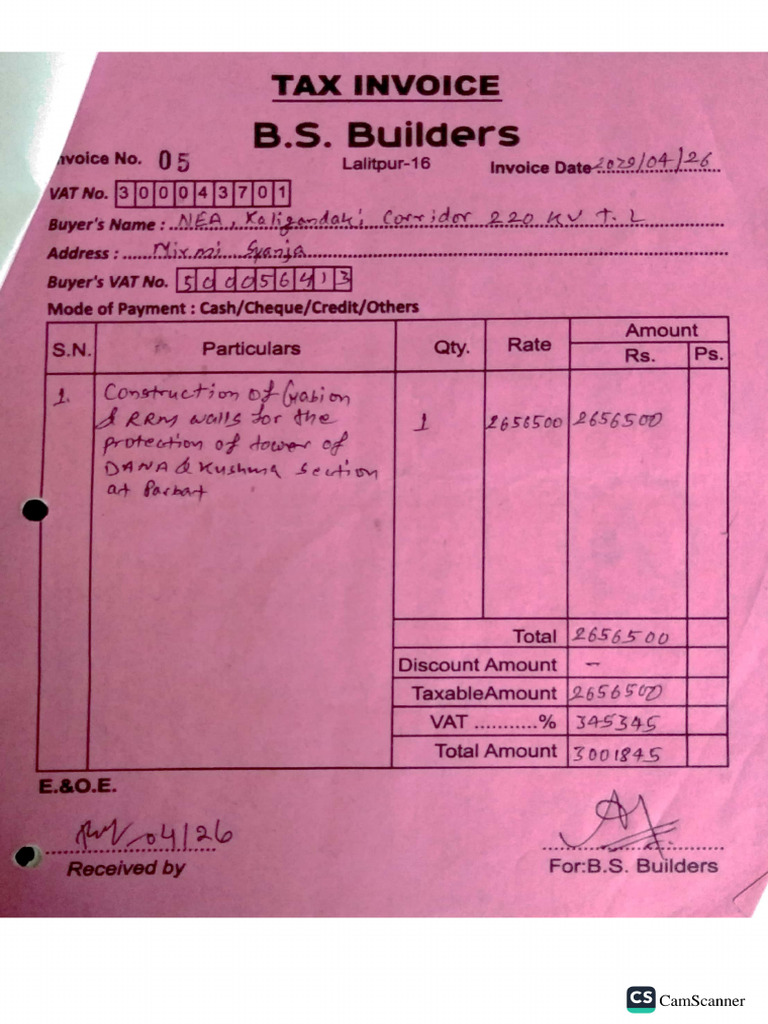 TAX INVOICE
B.S. Builders
nvoice No. 05 Lalitpur-16 Invoice Date 2079/04/26
VAT No. 300043701
Buyer's Name : NEA, Kaligandaki Corridor 220 KV T.L
Address : Mirmi Syanja
Buyer's VAT No. 500056413
Mode of Payment : Cash/Cheque/Credit/Others
S.N. Particulars Qty. Rate Amount
Rs. Ps.
1. Construction of Gabion
& RRM walls for the 1 2656500 2656500
protection of tower of
DANA & Kushma section
at Parbat
Total 2656500
Discount Amount –
TaxableAmount 2656500
VAT ...........% 345345
Total Amount 3001845
E.&O.E.
04/26
Received by For:B.S. Builders
CS CamScanner